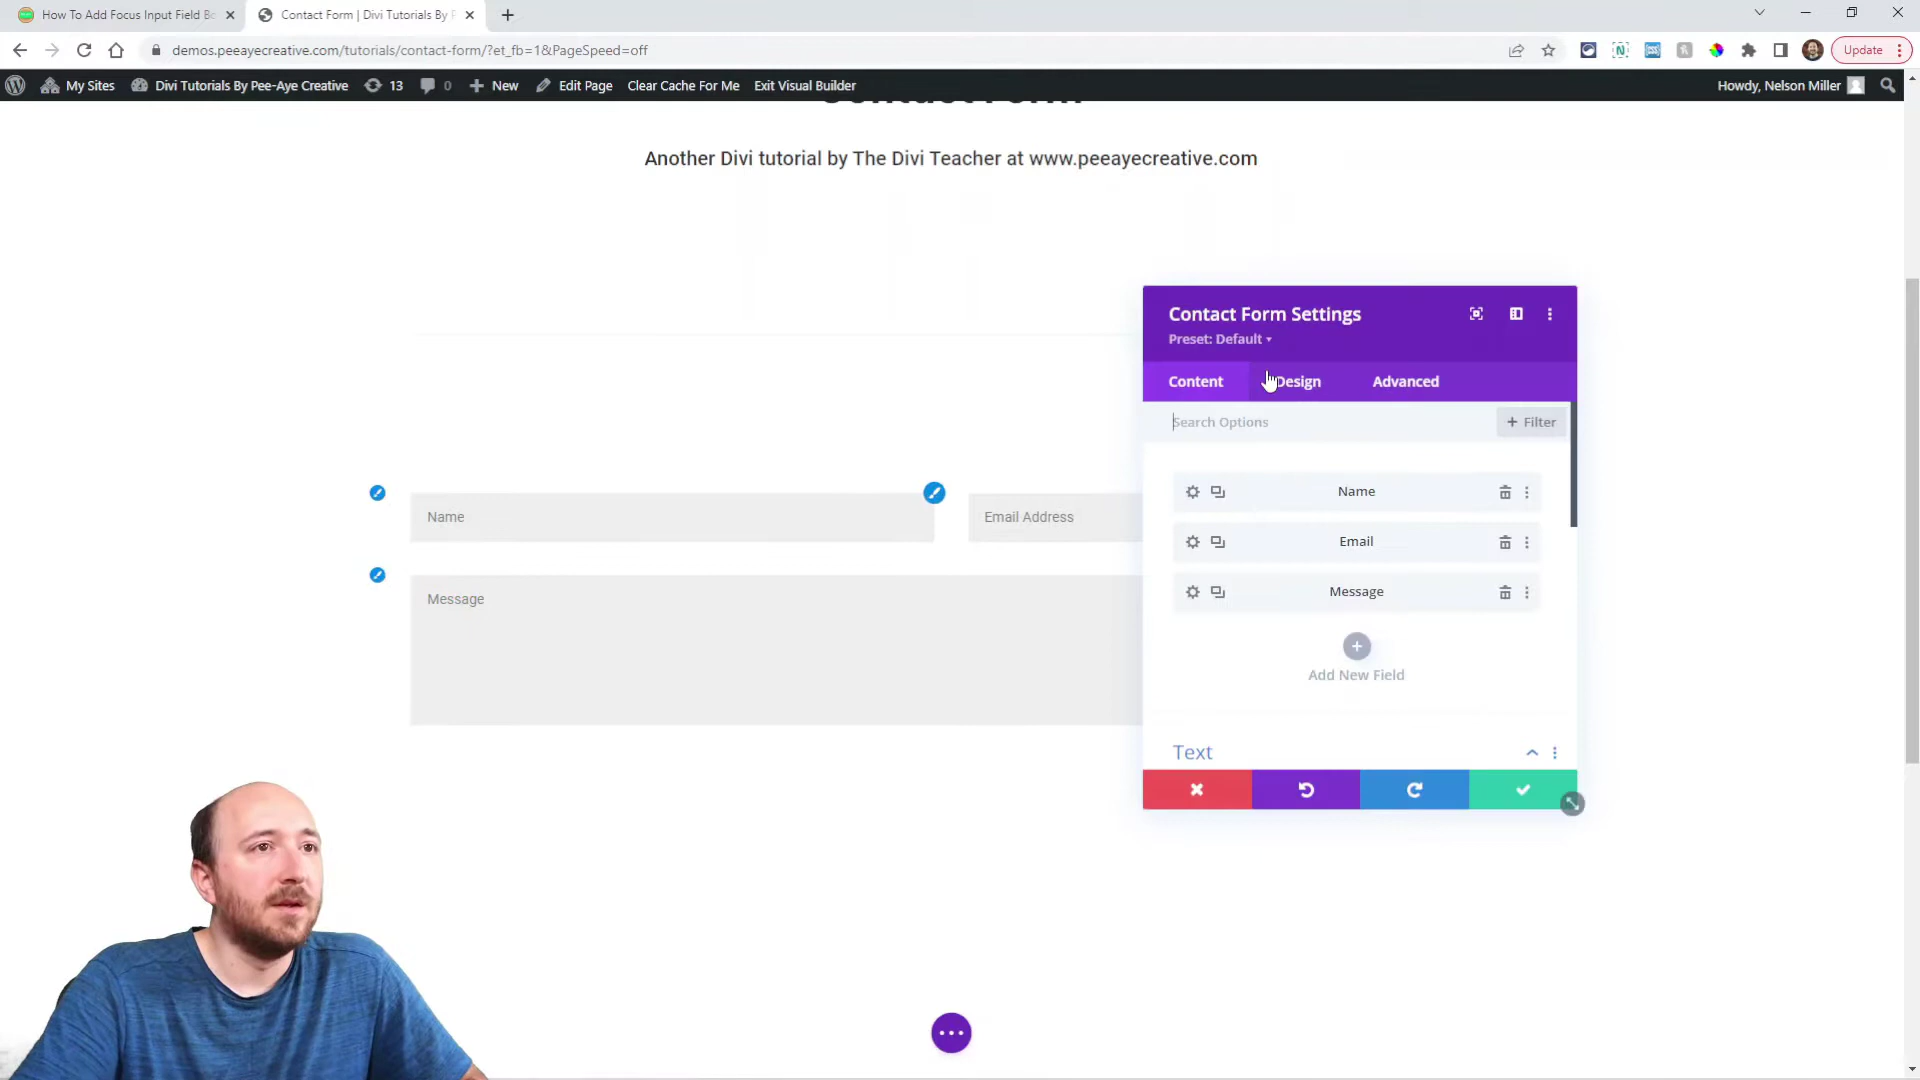 How To Add Focus Input Field Bo
Contact Form | Divi Tutorials By P
demos.peeayecreative.com/tutorials/contact-form/?et_fb=1&PageSpeed=off
Update
My Sites
Divi Tutorials By Pee-Aye Creative
13
0
New
Edit Page
Clear Cache For Me
Exit Visual Builder
Howdy, Nelson Miller
Contact Form
Another Divi tutorial by The Divi Teacher at www.peeayecreative.com
Contact Form Settings
Preset: Default
Content
Design
Advanced
Search Options
+ Filter
Name
Email
Message
Add New Field
Text
Name
Email Address
Message